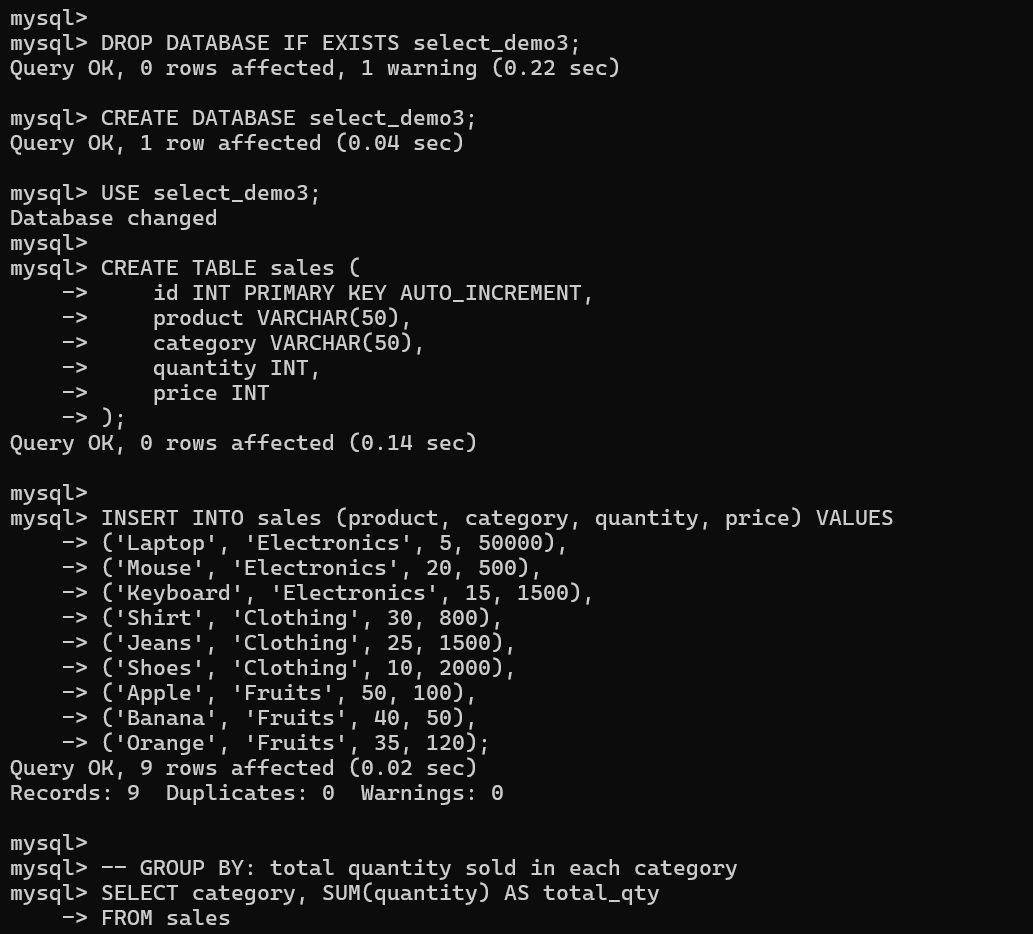 mysql>
mysql> DROP DATABASE IF EXISTS select_demo3;
Query OK, 0 rows affected, 1 warning (0.22 sec)

mysql> CREATE DATABASE select_demo3;
Query OK, 1 row affected (0.04 sec)

mysql> USE select_demo3;
Database changed
mysql>
mysql> CREATE TABLE sales (
    ->     id INT PRIMARY KEY AUTO_INCREMENT,
    ->     product VARCHAR(50),
    ->     category VARCHAR(50),
    ->     quantity INT,
    ->     price INT
    -> );
Query OK, 0 rows affected (0.14 sec)

mysql>
mysql> INSERT INTO sales (product, category, quantity, price) VALUES
    -> ('Laptop', 'Electronics', 5, 50000),
    -> ('Mouse', 'Electronics', 20, 500),
    -> ('Keyboard', 'Electronics', 15, 1500),
    -> ('Shirt', 'Clothing', 30, 800),
    -> ('Jeans', 'Clothing', 25, 1500),
    -> ('Shoes', 'Clothing', 10, 2000),
    -> ('Apple', 'Fruits', 50, 100),
    -> ('Banana', 'Fruits', 40, 50),
    -> ('Orange', 'Fruits', 35, 120);
Query OK, 9 rows affected (0.02 sec)
Records: 9  Duplicates: 0  Warnings: 0

mysql>
mysql> -- GROUP BY: total quantity sold in each category
mysql> SELECT category, SUM(quantity) AS total_qty
    -> FROM sales